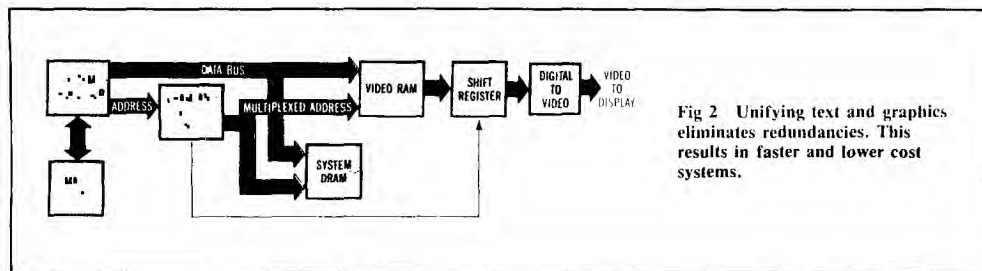 DATA BUS
ADDRESS
MULTIPLEXED ADDRESS
VIDEO RAM
SHIFT
REGISTER
DIGITAL
TO
VIDEO
VIDEO
TO
DISPLAY
SYSTEM
DRAM
Fig 2 Unifying text and graphics
eliminates redundancies. This
results in faster and lower cost
systems.